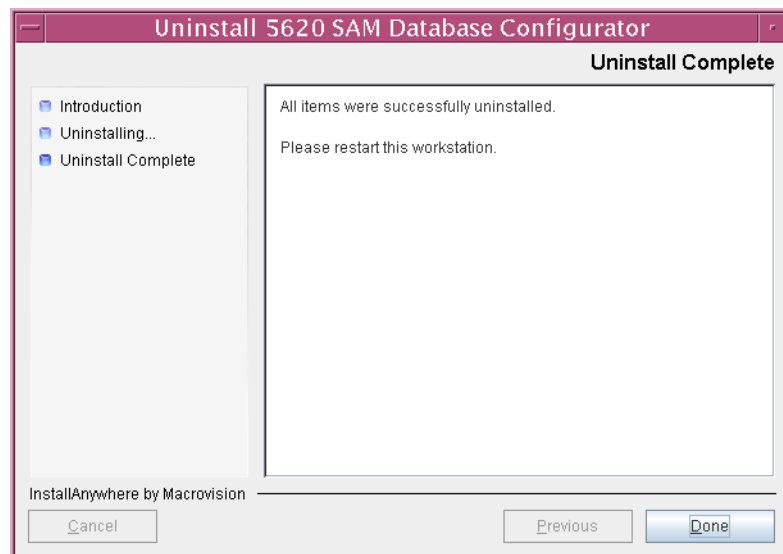 Uninstall 5620 SAM Database Configurator
Uninstall Complete
Introduction
Uninstalling...
Uninstall Complete
All items were successfully uninstalled.
Please restart this workstation.
InstallAnywhere by Macrovision
Cancel
Previous
Done